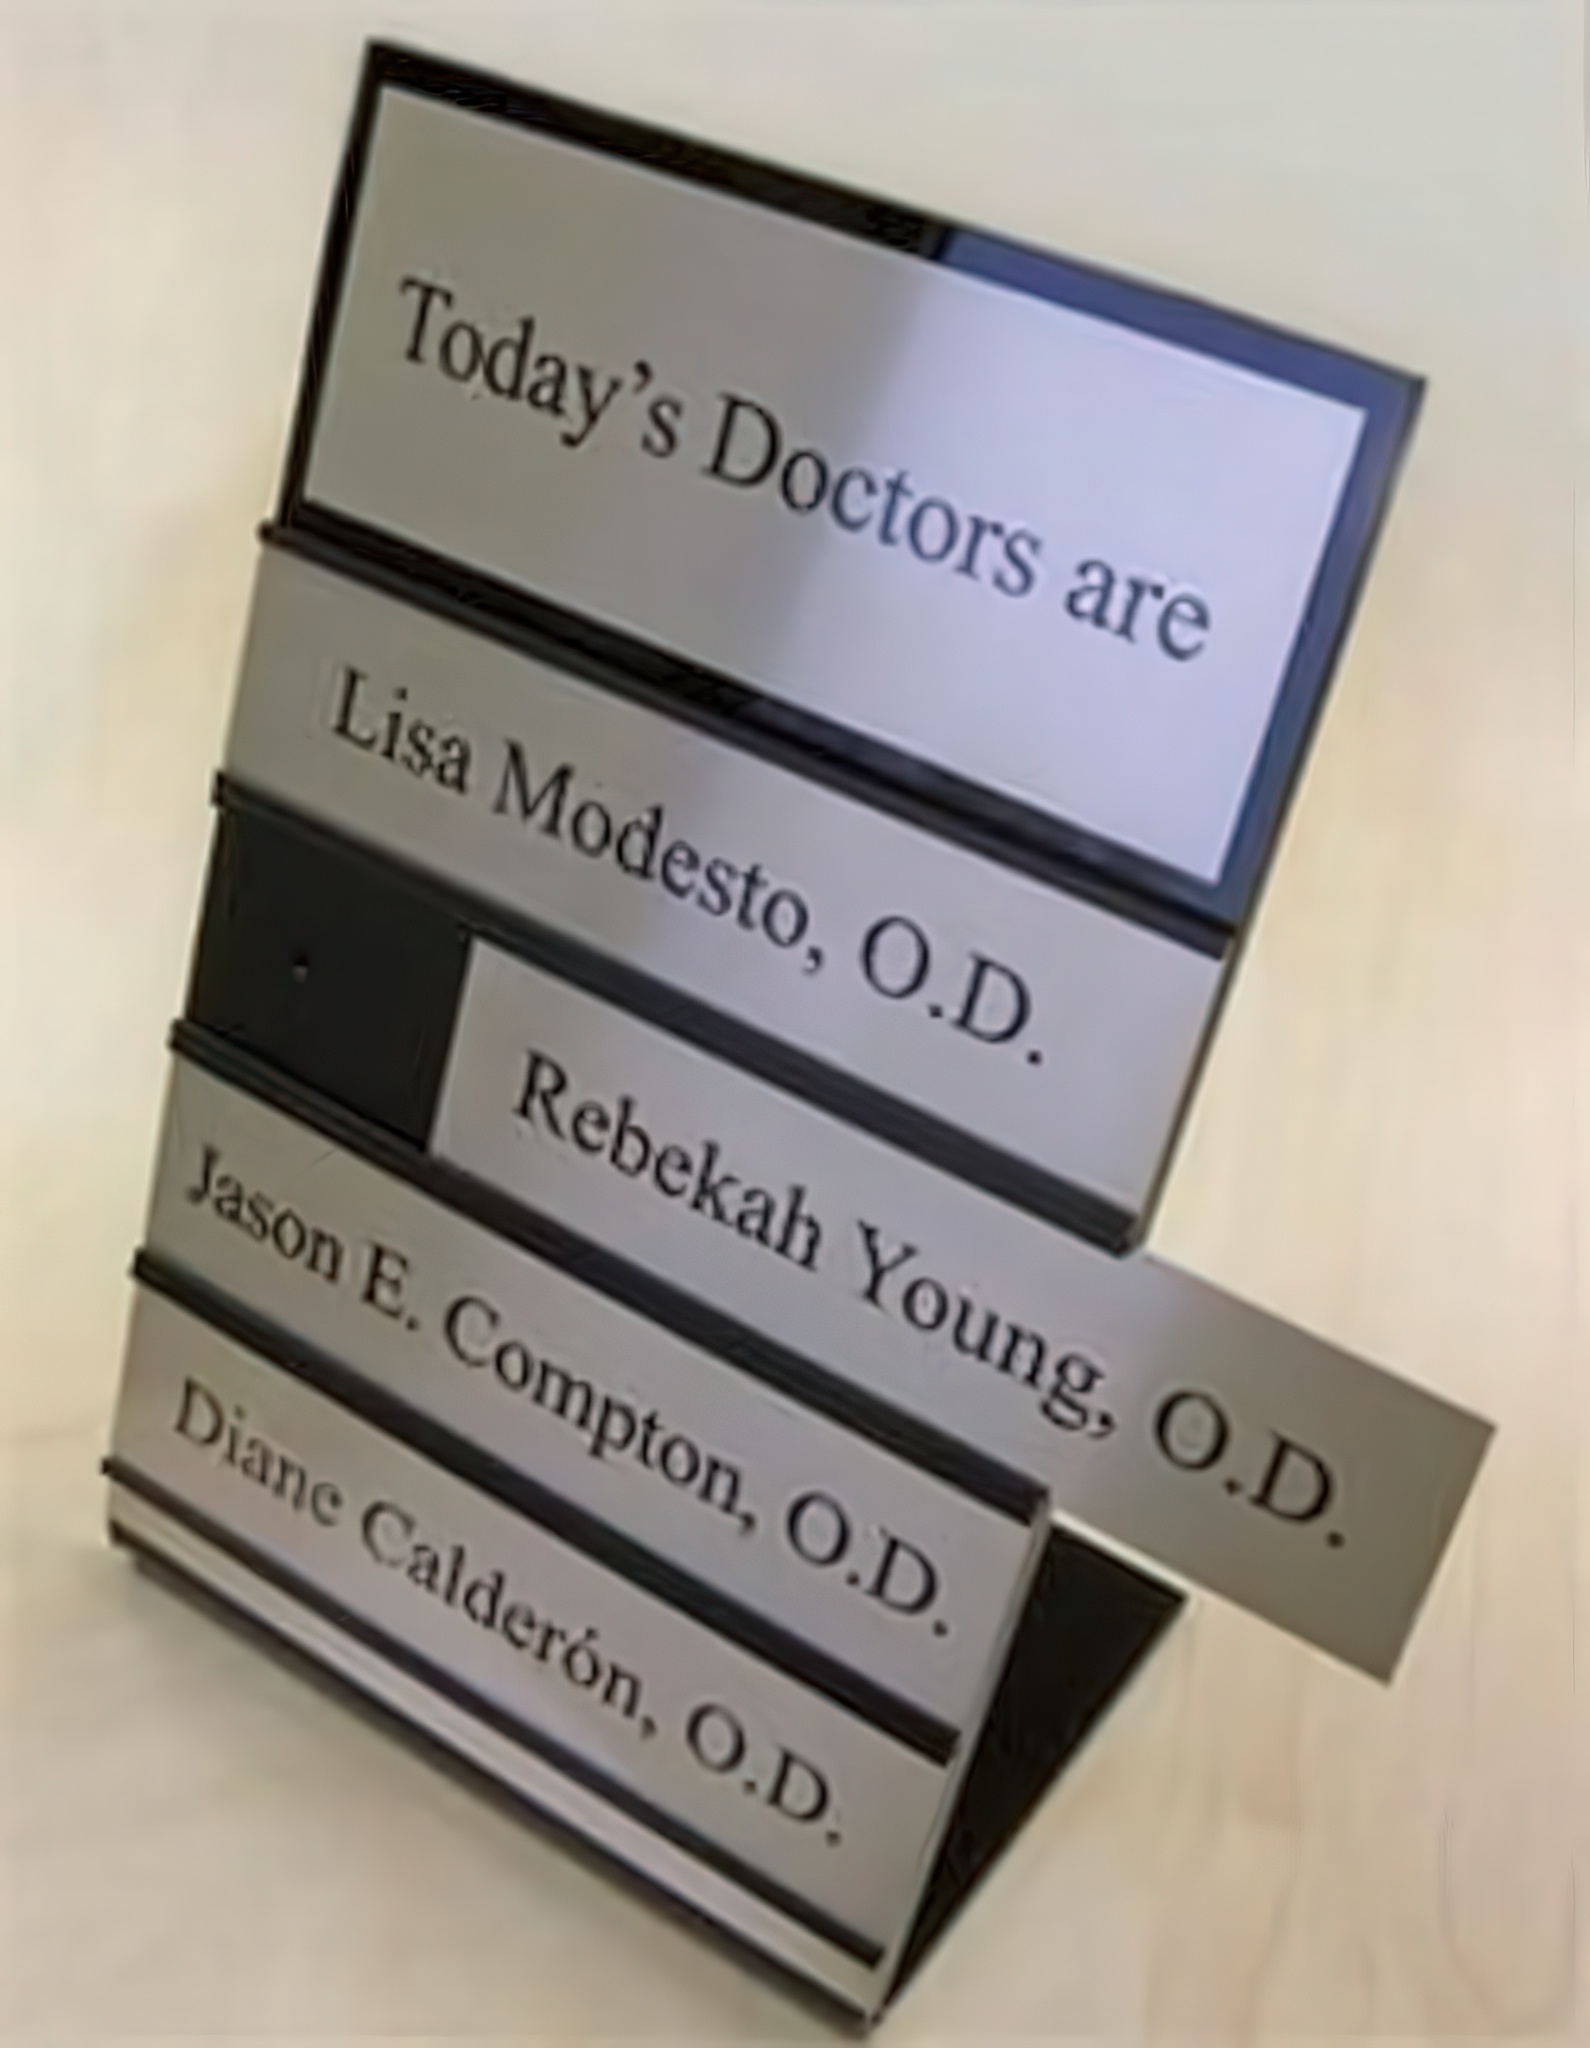 Today's Doctors are
Lisa Modesto, O.D.
Rebekah Young, O.D.
Jason E. Compton, O.D.
Diane Calderón, O.D.